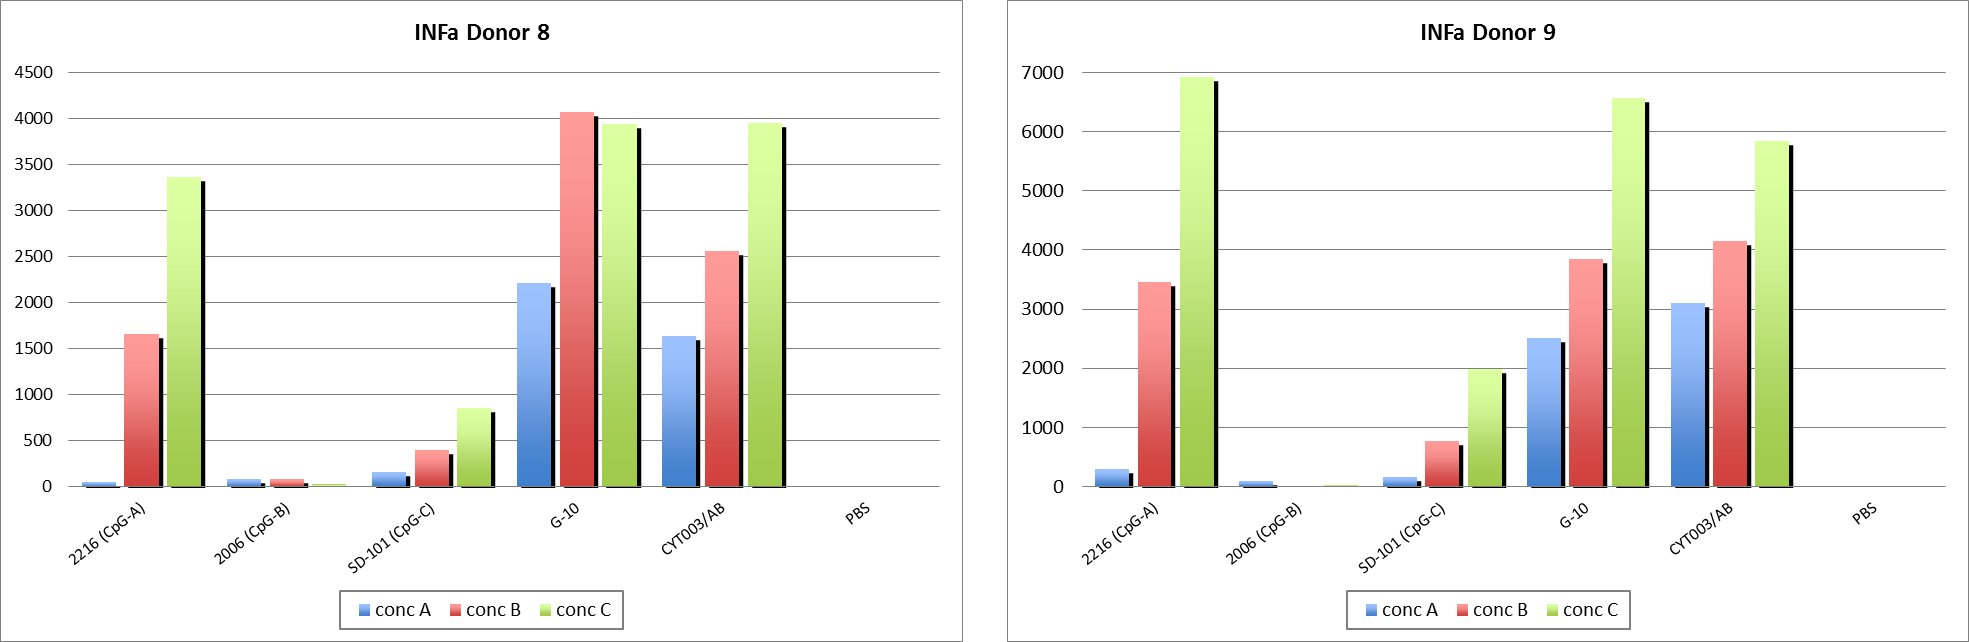 INFa Donor 8
4500
4000
3500
3000
2500
2000
1500
1000
500
0
2216 (CpG-A)
2006 (CpG-B)
SD-101 (CpG-C)
G-10
CYT003/AB
PBS
conc A conc B conc C
INFa Donor 9
7000
6000
5000
4000
3000
2000
1000
0
2216 (CpG-A)
2006 (CpG-B)
SD-101 (CpG-C)
G-10
CYT003/AB
PBS
conc A conc B conc C